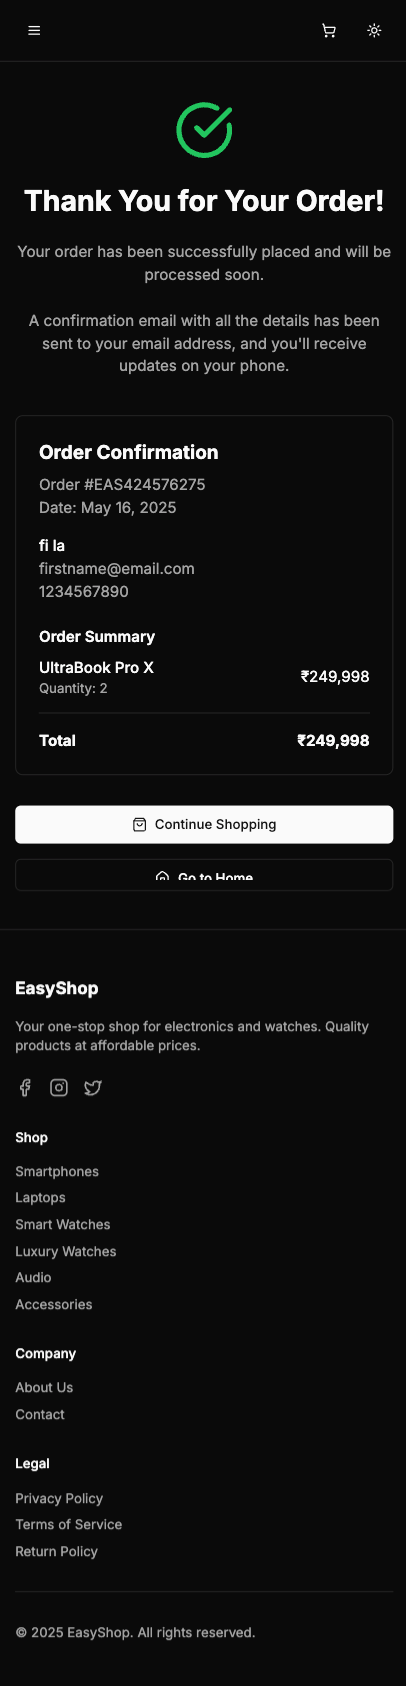 Thank You for Your Order!
Your order has been successfully placed and will be
processed soon.
A confirmation email with all the details has been
sent to your email address, and you'll receive
updates on your phone.
Order Confirmation
Order #EAS424576275
Date: May 16, 2025
fi la
firstname@email.com
1234567890
Order Summary
UltraBook Pro X
Quantity: 2
₹249,998
Total
₹249,998
Continue Shopping
Go to Home
EasyShop
Your one-stop shop for electronics and watches. Quality
products at affordable prices.
Shop
Smartphones
Laptops
Smart Watches
Luxury Watches
Audio
Accessories
Company
About Us
Contact
Legal
Privacy Policy
Terms of Service
Return Policy
© 2025 EasyShop. All rights reserved.